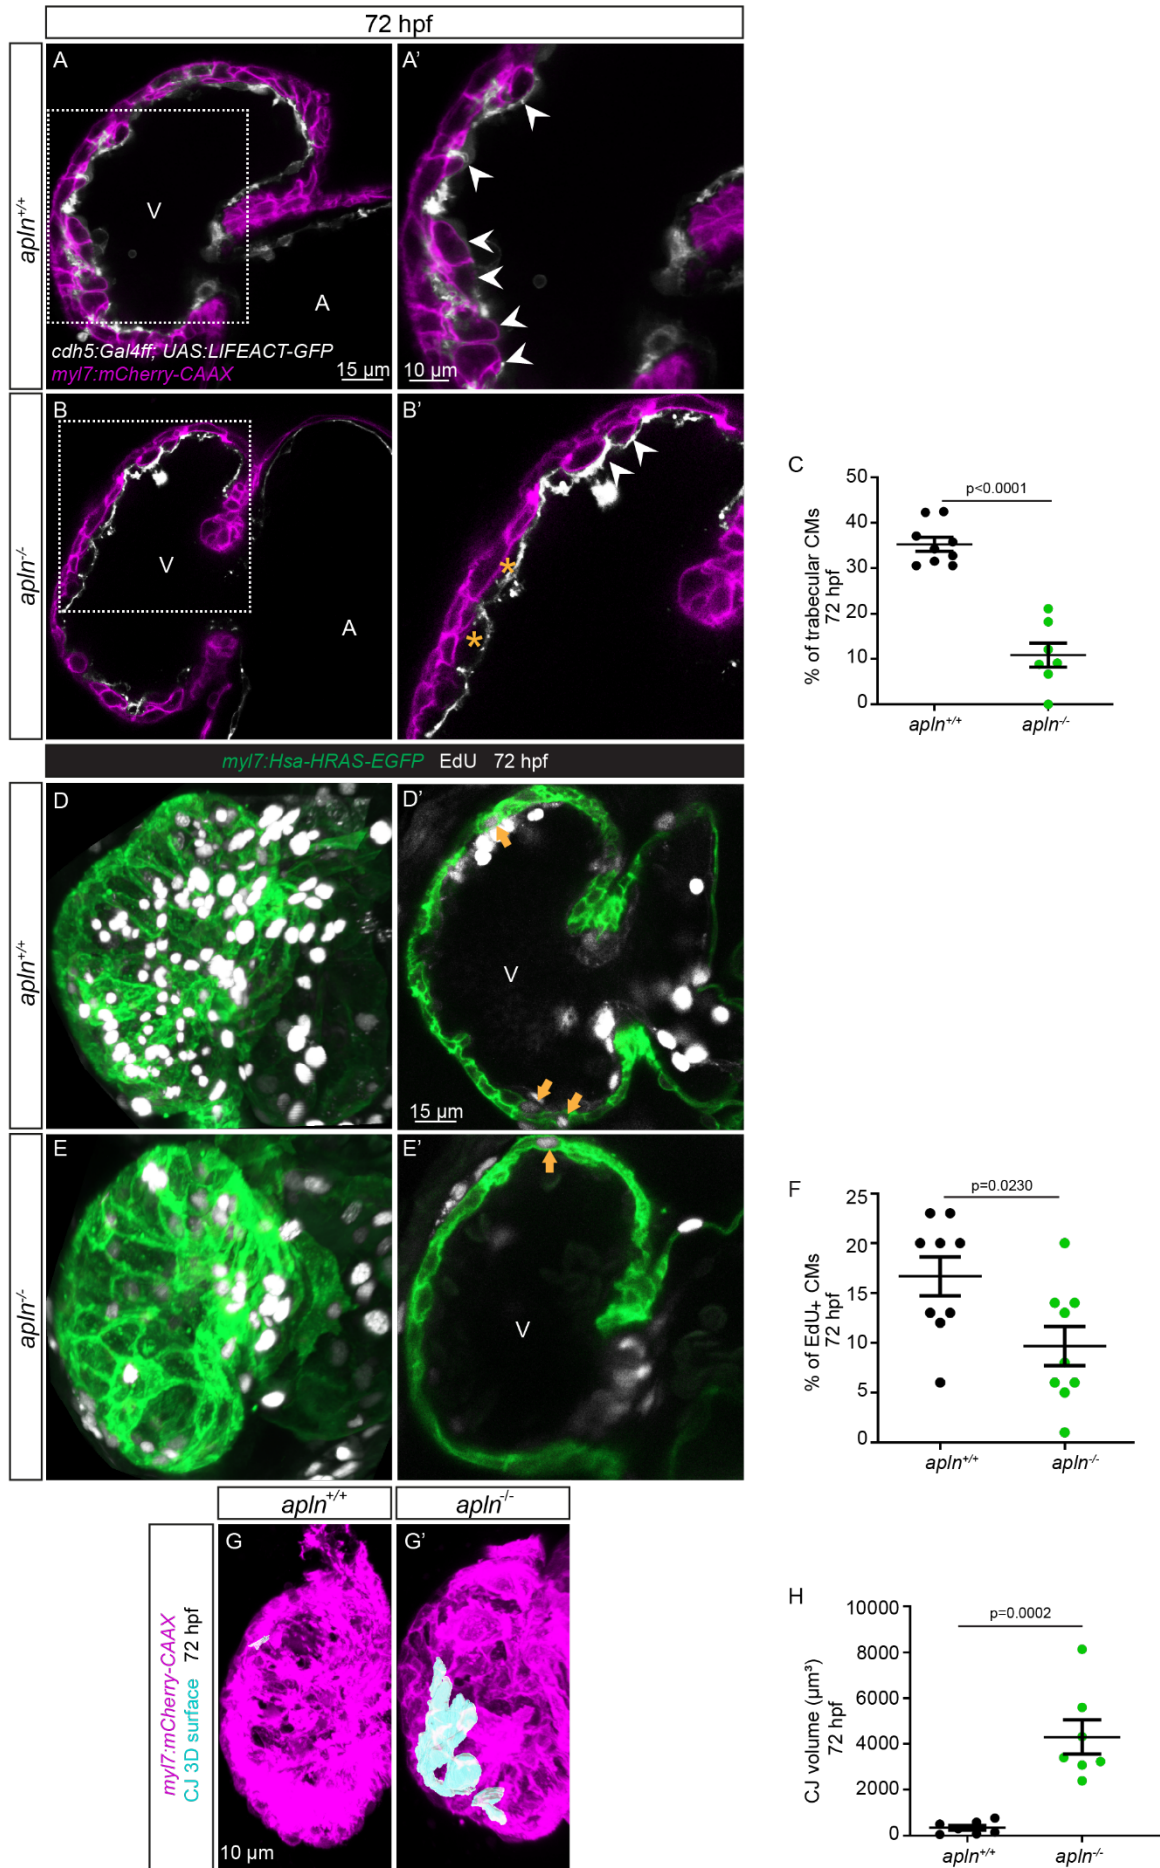 72 hpf
apln+/+
A
V
A
cdh5:Gal4ff; UAS:LIFEACT-GFP
myl7:mCherry-CAAX
15 µm
A'
10 µm
apln-/-
B
V
A
B'
*
*
C
% of trabecular CMs
72 hpf
50
40
30
20
10
0
p<0.0001
apln+/+
apln-/-
myl7:Hsa-HRAS-EGFP EdU 72 hpf
apln+/+
D
D'
V
15 µm
apln-/-
E
E'
V
F
% of EdU+ CMs
72 hpf
25
20
15
10
5
0
p=0.0230
apln+/+
apln-/-
apln+/+
apln-/-
myl7:mCherry-CAAX
CJ 3D surface 72 hpf
G
10 µm
G'
H
CJ volume (µm³)
72 hpf
10000
8000
6000
4000
2000
0
p=0.0002
apln+/+
apln-/-